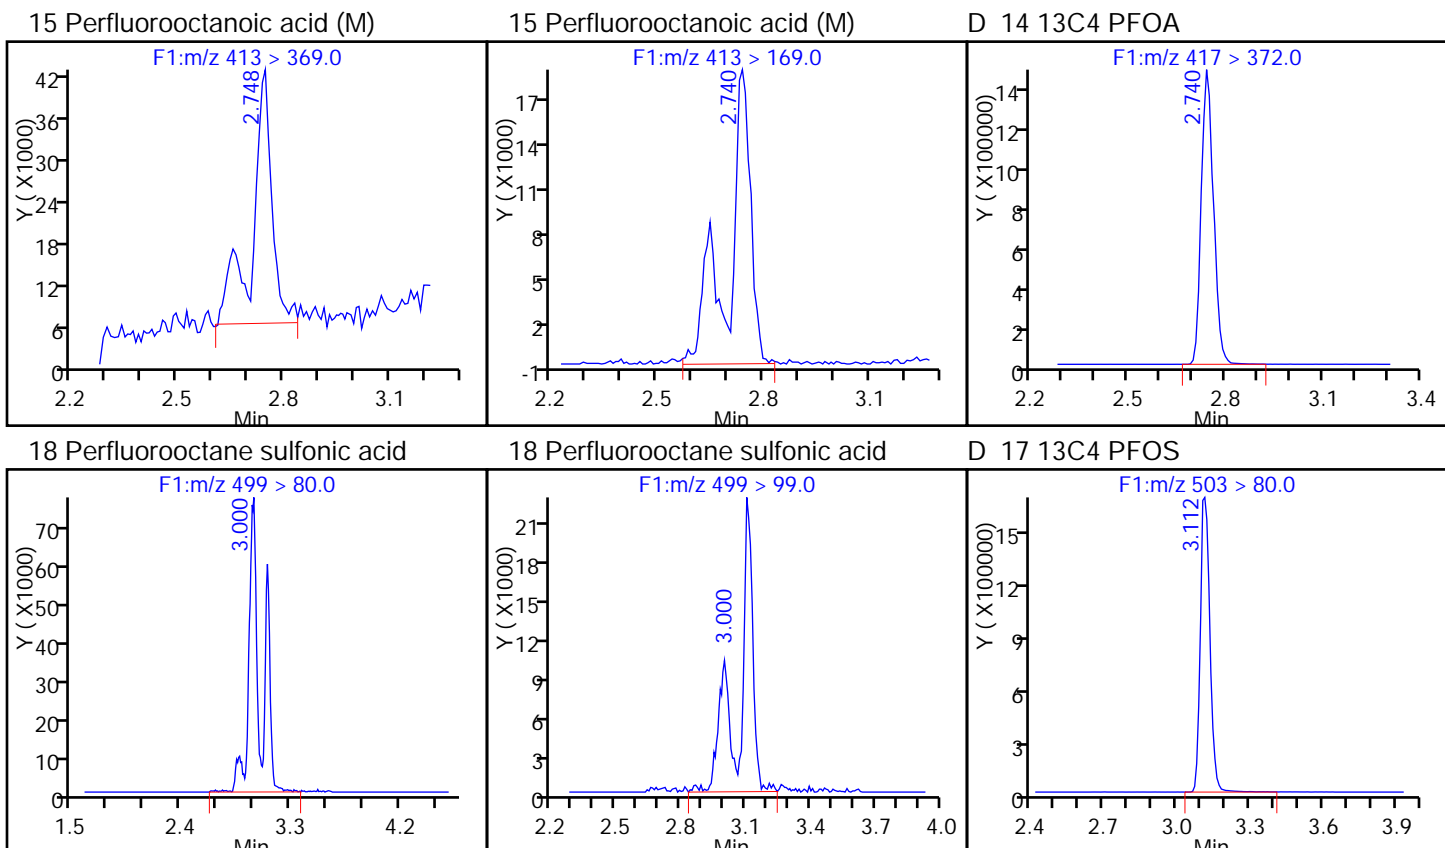 15 Perfluorooctanoic acid (M)
F1:m/z 413 > 369.0
2.748
Y ( X1000)
42
36
30
24
18
12
6
0
2.2 2.5 2.8 3.1
Min
15 Perfluorooctanoic acid (M)
F1:m/z 413 > 169.0
2.740
Y ( X1000)
17
14
11
8
5
2
-1
2.2 2.5 2.8 3.1
Min
D 14 13C4 PFOA
F1:m/z 417 > 372.0
2.740
Y ( X100000)
14
12
10
8
6
4
2
0
2.2 2.5 2.8 3.1 3.4
Min
18 Perfluorooctane sulfonic acid
F1:m/z 499 > 80.0
3.000
Y ( X1000)
70
60
50
40
30
20
10
0
1.5 2.4 3.3 4.2
Min
18 Perfluorooctane sulfonic acid
F1:m/z 499 > 99.0
3.000
Y ( X1000)
21
18
15
12
9
6
3
0
2.2 2.5 2.8 3.1 3.4 3.7 4.0
Min
D 17 13C4 PFOS
F1:m/z 503 > 80.0
3.112
Y ( X100000)
15
12
9
6
3
0
2.4 2.7 3.0 3.3 3.6 3.9
Min